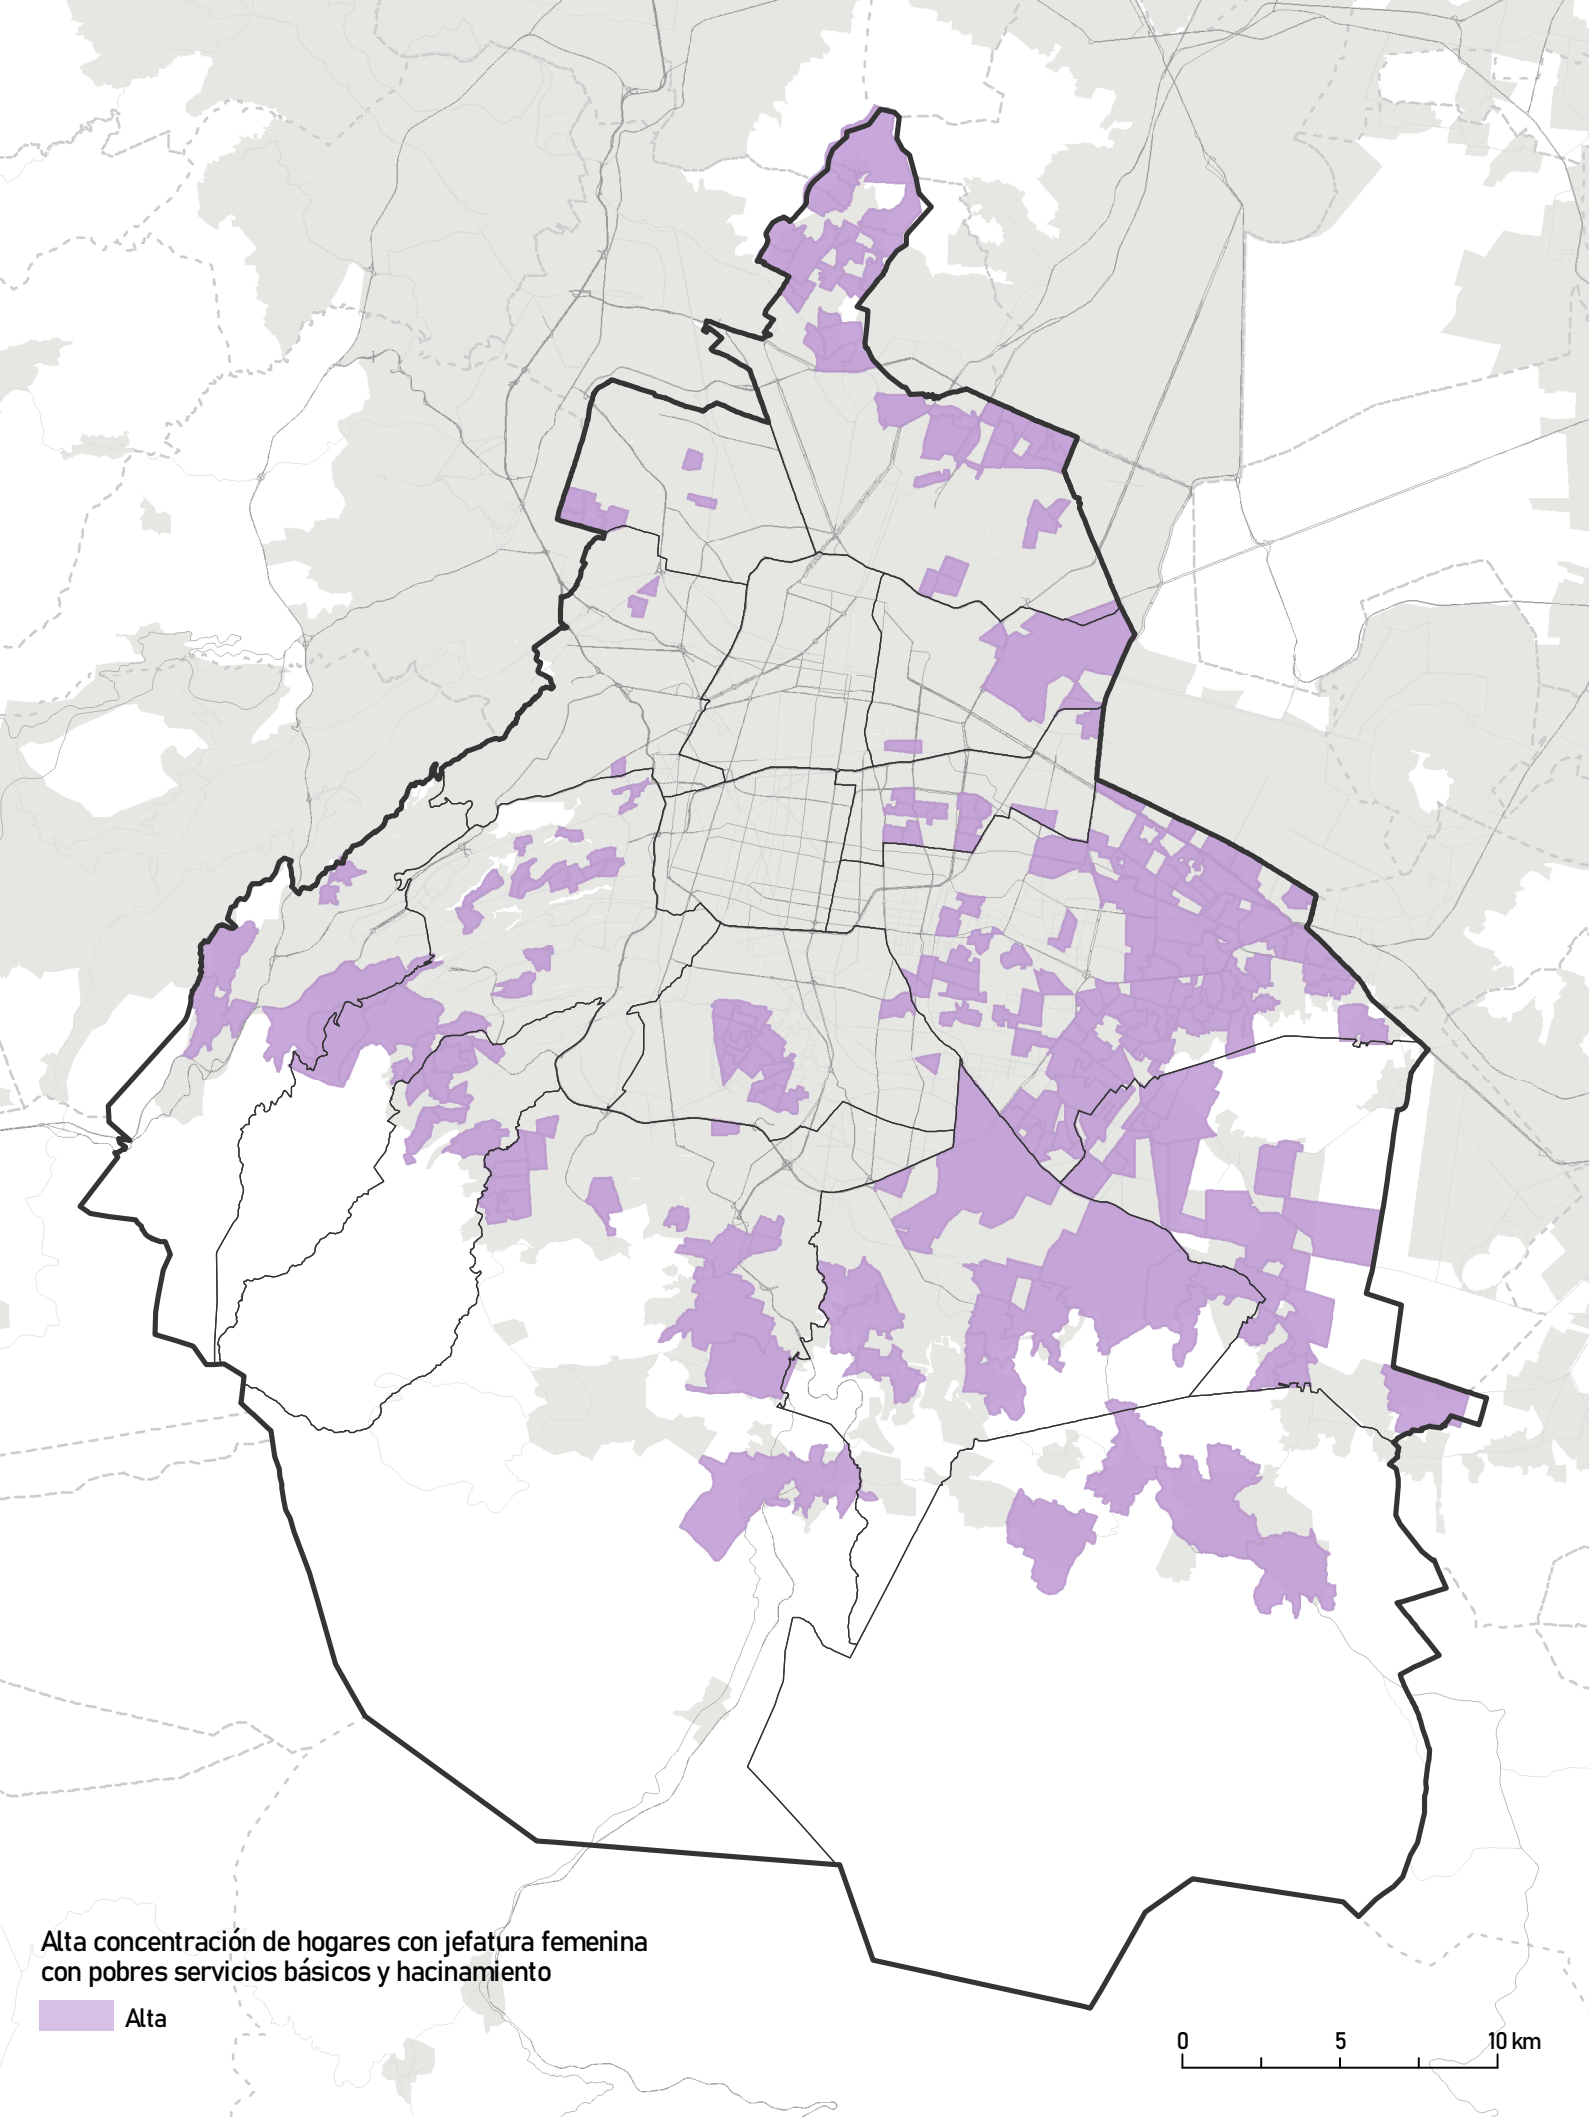 Alta concentración de hogares con jefatura femenina
con pobres servicios básicos y hacinamiento
Alta
0 5 10 km